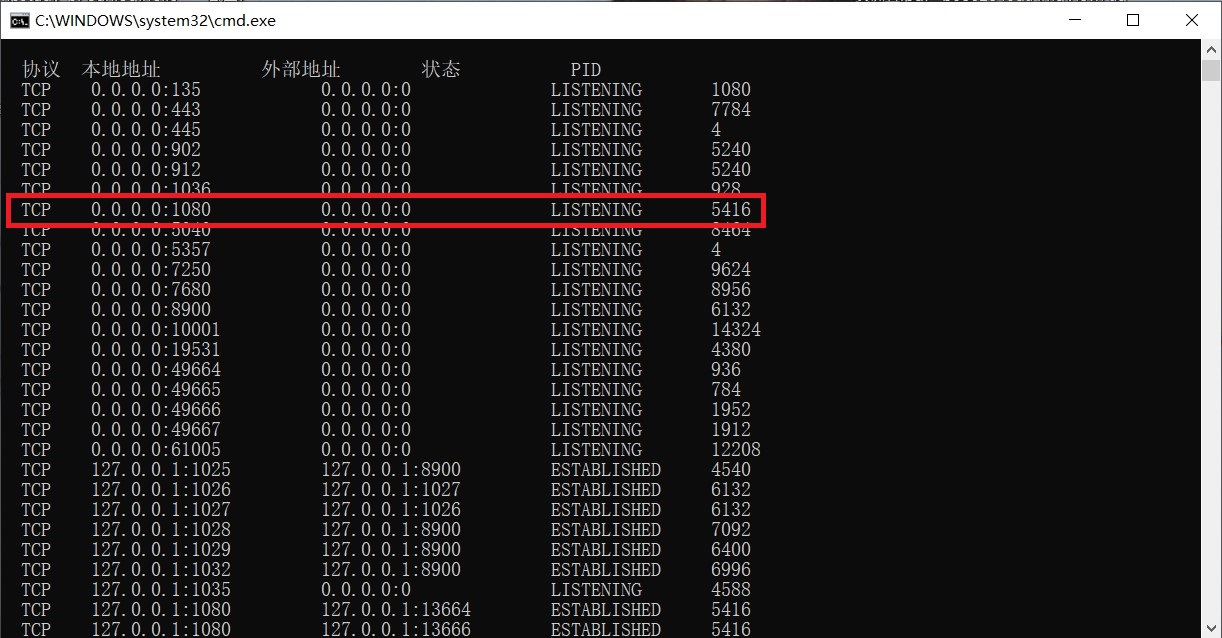 C:\WINDOWS\system32\cmd.exe
协议 本地地址 外部地址 状态 PID
TCP 0.0.0.0:135 0.0.0.0:0 LISTENING 1080
TCP 0.0.0.0:443 0.0.0.0:0 LISTENING 7784
TCP 0.0.0.0:445 0.0.0.0:0 LISTENING 4
TCP 0.0.0.0:902 0.0.0.0:0 LISTENING 5240
TCP 0.0.0.0:912 0.0.0.0:0 LISTENING 5240
TCP 0.0.0.0:1036 0.0.0.0:0 LISTENING 928
TCP 0.0.0.0:1080 0.0.0.0:0 LISTENING 5416
TCP 0.0.0.0:5040 0.0.0.0:0 LISTENING 8464
TCP 0.0.0.0:5357 0.0.0.0:0 LISTENING 4
TCP 0.0.0.0:7250 0.0.0.0:0 LISTENING 9624
TCP 0.0.0.0:7680 0.0.0.0:0 LISTENING 8956
TCP 0.0.0.0:8900 0.0.0.0:0 LISTENING 6132
TCP 0.0.0.0:10001 0.0.0.0:0 LISTENING 14324
TCP 0.0.0.0:19531 0.0.0.0:0 LISTENING 4380
TCP 0.0.0.0:49664 0.0.0.0:0 LISTENING 936
TCP 0.0.0.0:49665 0.0.0.0:0 LISTENING 784
TCP 0.0.0.0:49666 0.0.0.0:0 LISTENING 1952
TCP 0.0.0.0:49667 0.0.0.0:0 LISTENING 1912
TCP 0.0.0.0:61005 0.0.0.0:0 LISTENING 12208
TCP 127.0.0.1:1025 127.0.0.1:8900 ESTABLISHED 4540
TCP 127.0.0.1:1026 127.0.0.1:1027 ESTABLISHED 6132
TCP 127.0.0.1:1027 127.0.0.1:1026 ESTABLISHED 6132
TCP 127.0.0.1:1028 127.0.0.1:8900 ESTABLISHED 7092
TCP 127.0.0.1:1029 127.0.0.1:8900 ESTABLISHED 6400
TCP 127.0.0.1:1032 127.0.0.1:8900 ESTABLISHED 6996
TCP 127.0.0.1:1035 0.0.0.0:0 LISTENING 4588
TCP 127.0.0.1:1080 127.0.0.1:13664 ESTABLISHED 5416
TCP 127.0.0.1:1080 127.0.0.1:13666 ESTABLISHED 5416